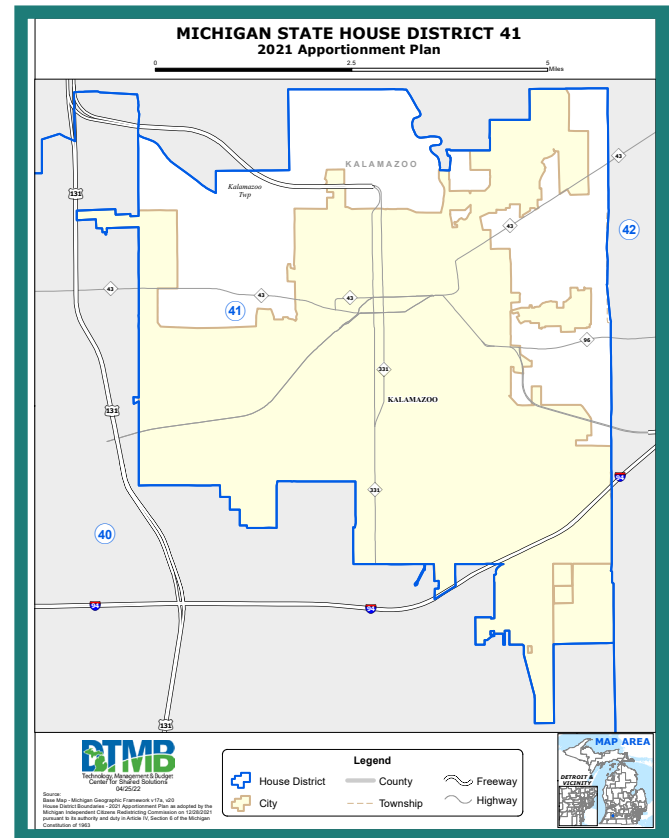 MICHIGAN STATE HOUSE DISTRICT 41
2021 Apportionment Plan
0 2.5 5
Miles
43
KALAMAZOO
Kalamazoo
Twp
131
43
42
43 43 43
41
96
331
KALAMAZOO
131
331
94
40
94 94
131
DTMB
Technology, Management & Budget
Center for Shared Solutions
04/25/22
Source:
Base Map - Michigan Geographic Framework v17a, v20
House District Boundaries - 2021 Apportionment Plan as adopted by the
Michigan Independent Citizens Redistricting Commission on 12/28/2021
pursuant to its authority and duty in Article IV, Section 6 of the Michigan
Constitution of 1963
Legend
House District County Freeway
City Township Highway
MAP AREA
DETROIT &
VICINITY